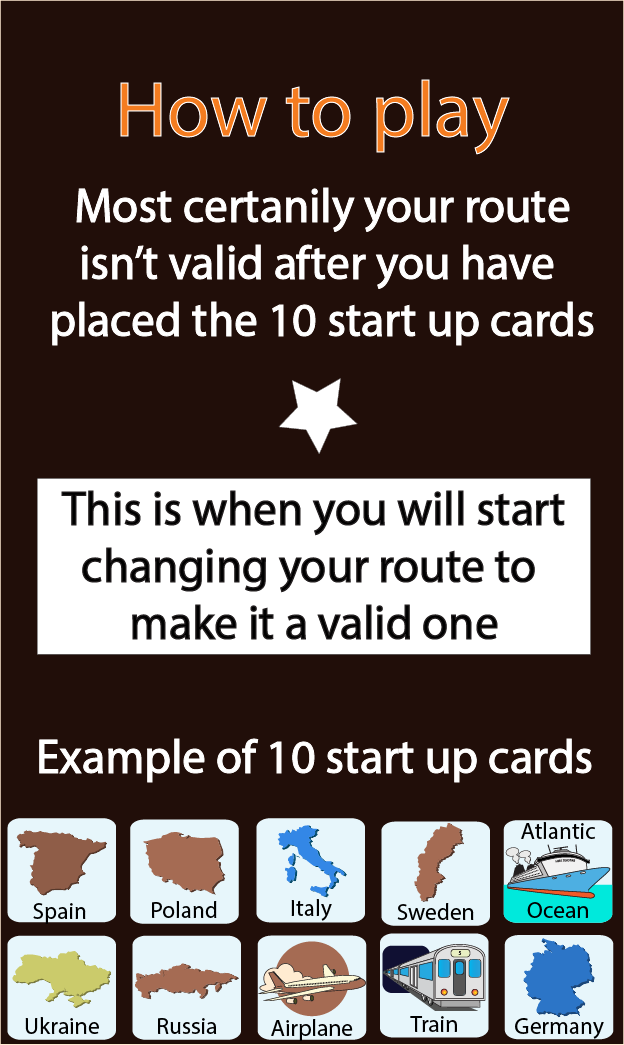 How to play
Most certanily your route
isn't valid after you have
placed the 10 start up cards
This is when you will start
changing your route to
make it a valid one
Example of 10 start up cards
Spain
Poland
Italy
Sweden
Atlantic
Ocean
Ukraine
Russia
Airplane
Train
Germany